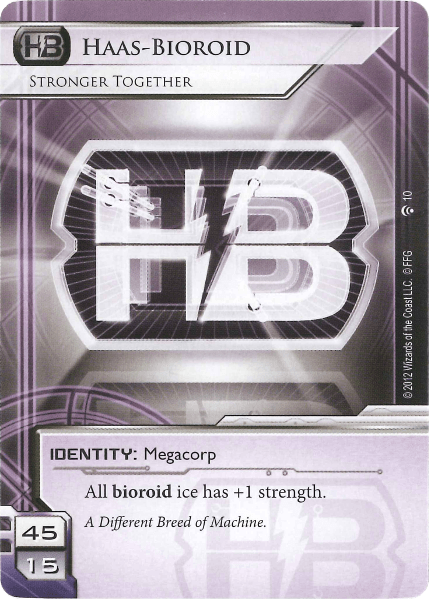 HB
HAAS-BIOROID
STRONGER TOGETHER
HB
10
© 2012 Wizards of the Coast LLC. © FFG
IDENTITY: Megacorp
All bioroid ice has +1 strength.
A Different Breed of Machine.
45
15